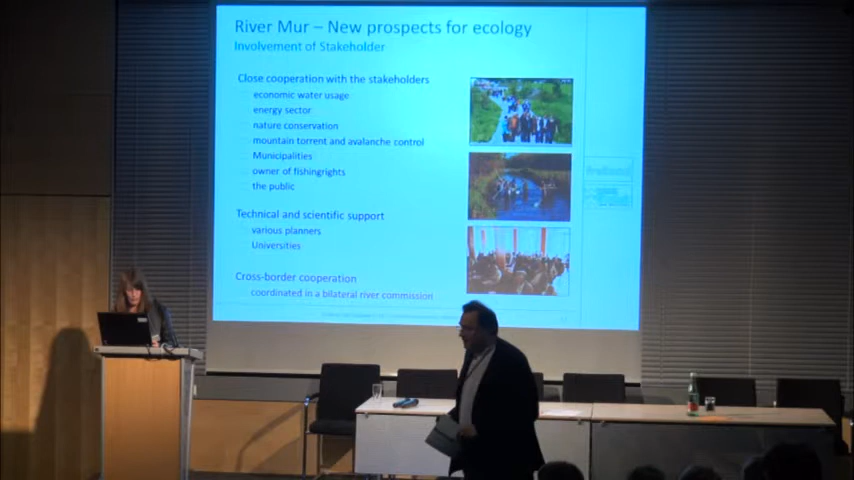 River Mur – New prospects for ecology
Involvement of Stakeholder
Close cooperation with the stakeholders
economic water usage
energy sector
nature conservation
mountain torrent and avalanche control
Municipalities
owner of fishingrights
the public
Technical and scientific support
various planners
Universities
Cross-border cooperation
coordinated in a bilateral river commission